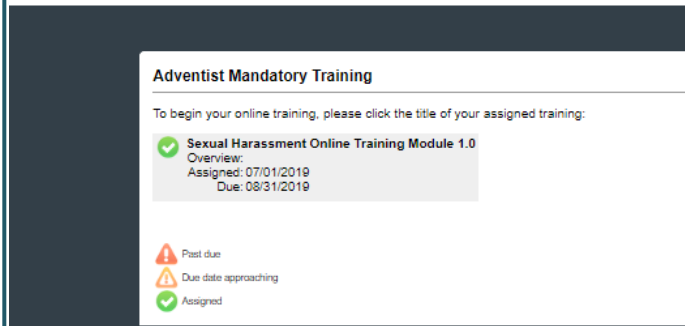 Adventist Mandatory Training
To begin your online training, please click the title of your assigned training:
Sexual Harassment Online Training Module 1.0
Overview:
Assigned: 07/01/2019
Due: 08/31/2019
Past due
Due date approaching
Assigned